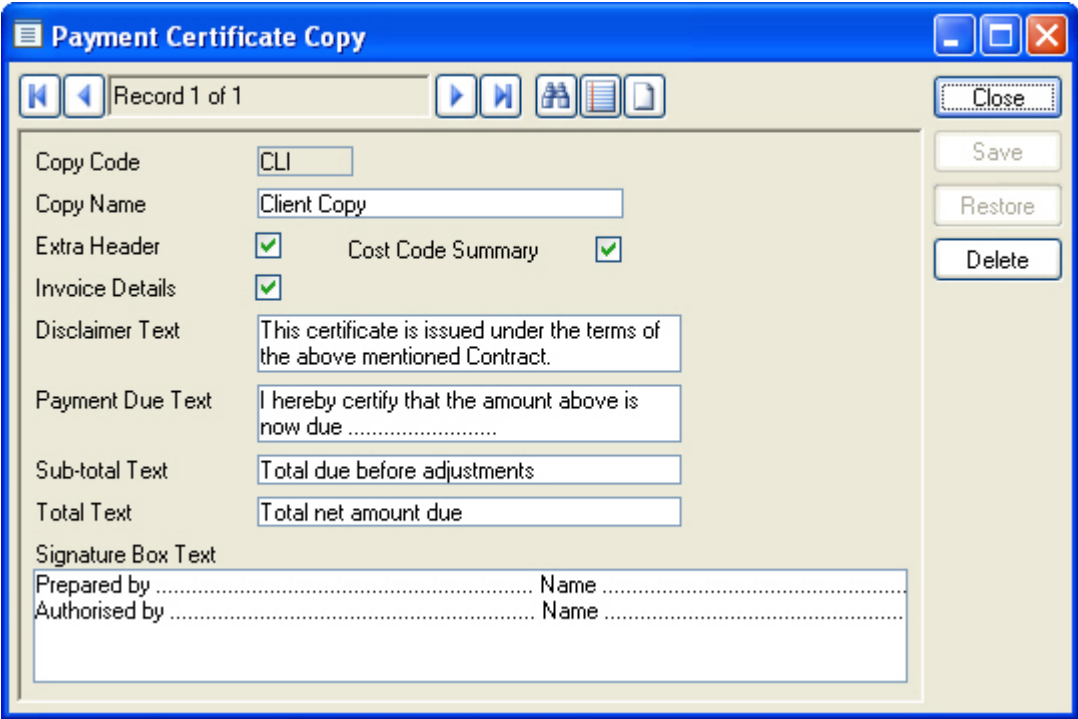 Payment Certificate Copy
Record 1 of 1
Close
Save
Restore
Delete
Copy Code CLI
Copy Name Client Copy
Extra Header Cost Code Summary
Invoice Details
Disclaimer Text This certificate is issued under the terms of
the above mentioned Contract.
Payment Due Text I hereby certify that the amount above is
now due .........................
Sub-total Text Total due before adjustments
Total Text Total net amount due
Signature Box Text
Prepared by ................................................................ Name ....................................................
Authorised by .............................................................. Name ...................................................